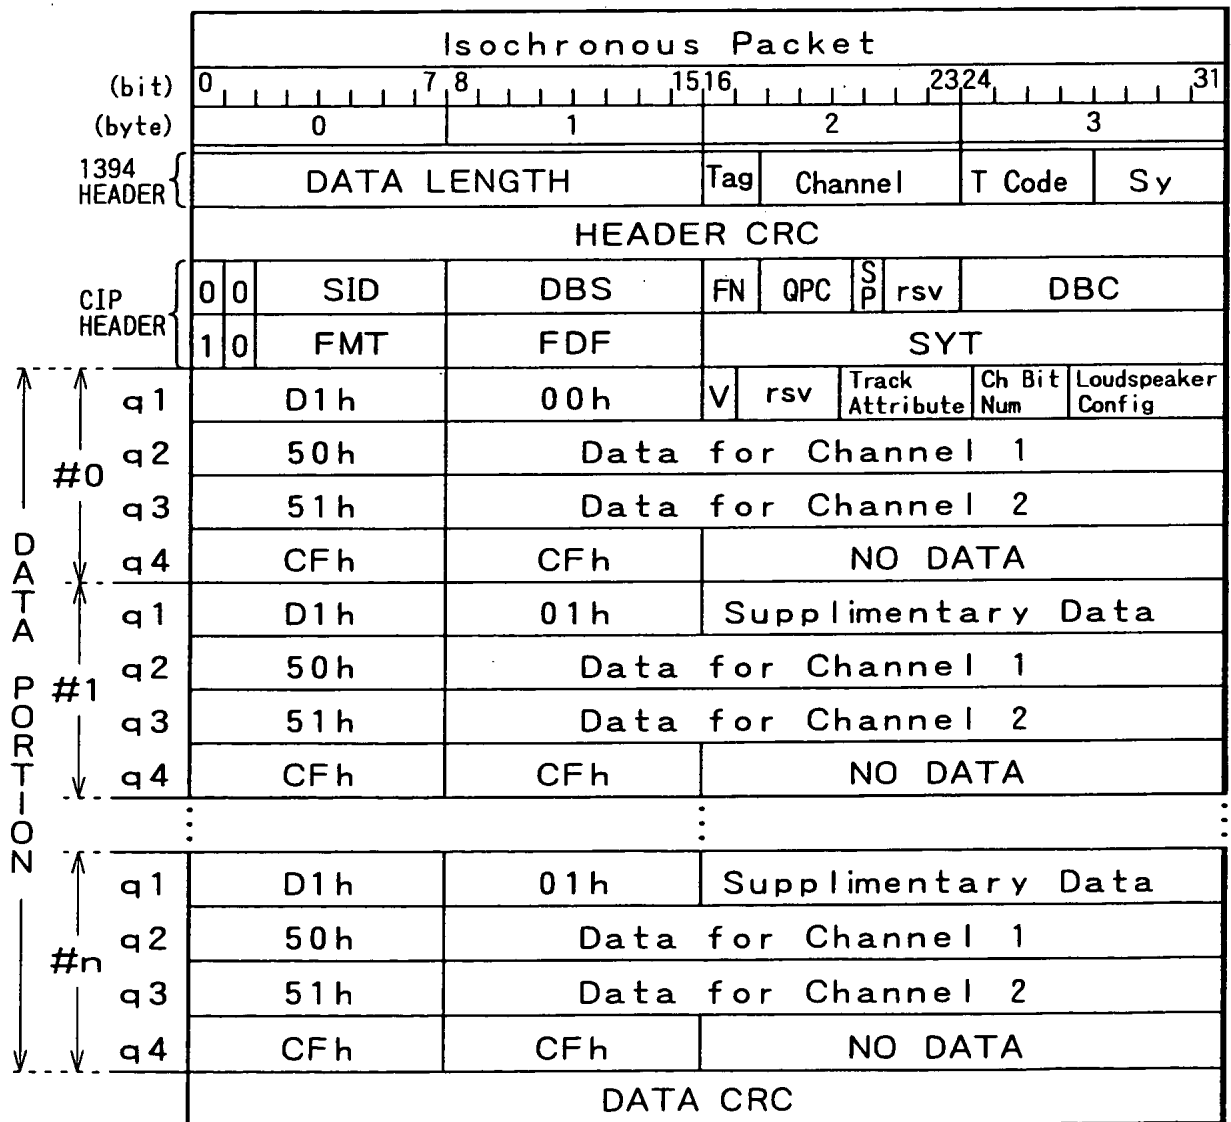 Isochronous Packet
(bit) 0 7 8 15 16 23 24 31
(byte) 0 1 2 3
1394 HEADER DATA LENGTH Tag Channel T Code Sy
HEADER CRC
CIP HEADER 0 0 SID DBS FN QPC SP rsv DBC
1 0 FMT FDF SYT
DATA PORTION
#0
q1 D1h 00h V rsv Track Attribute Ch Bit Num Loudspeaker Config
q2 50h Data for Channel 1
q3 51h Data for Channel 2
q4 CFh CFh NO DATA
#1
q1 D1h 01h Supplimentary Data
q2 50h Data for Channel 1
q3 51h Data for Channel 2
q4 CFh CFh NO DATA
#n
q1 D1h 01h Supplimentary Data
q2 50h Data for Channel 1
q3 51h Data for Channel 2
q4 CFh CFh NO DATA
DATA CRC